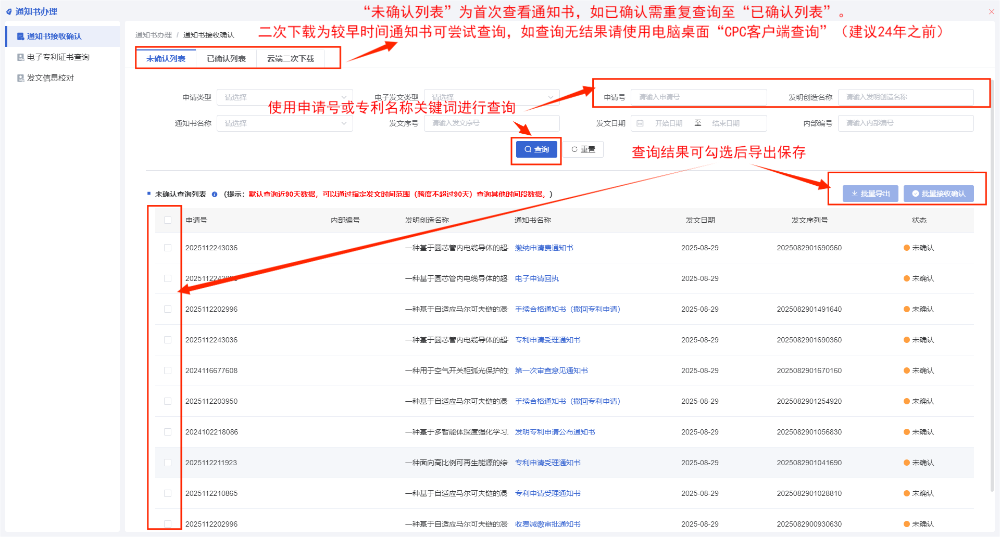 通知书办理
“未确认列表”为首次查看通知书，如已确认需重复查询至“已确认列表”。
通知书接收确认
电子专利证书查询
发文信息校对
通知书办理 / 通知书接收确认
二次下载为较早时间通知书可尝试查询，如查询无结果请使用电脑桌面“CPC客户端查询”（建议24年之前）
未确认列表 已确认列表 云端二次下载
申请类型 请选择 电子发文类型 请选择 申请号 请输入申请号 发明创造名称 请输入发明创造名称
使用申请号或专利名称关键词进行查询
通知书名称 请选择 发文序号 请输入发文序号 发文日期 开始日期 至 结束日期 内部编号 请输入内部编号
查询 重置
查询结果可勾选后导出保存
未确认查询列表 （提示：默认查询近90天数据，可以通过指定发文时间范围（跨度不超过90天）查询其他时间段数据。）
批量导出 批量接收确认
申请号 内部编号 发明创造名称 通知书名称 发文日期 发文序列号 状态
2025112243036 一种基于圆芯管内电缆导体的超 缴纳申请费通知书 2025-08-29 2025082901690560 未确认
2025112243036 一种基于圆芯管内电缆导体的超 电子申请回执 2025-08-29 未确认
2025112202996 一种基于自适应马尔可夫链的混 手续合格通知书（撤回专利申请） 2025-08-29 2025082901491640 未确认
2025112243036 一种基于圆芯管内电缆导体的超 专利申请受理通知书 2025-08-29 2025082901690360 未确认
2024116677608 一种用于空气开关柜弧光保护的 第一次审查意见通知书 2025-08-29 2025082901670160 未确认
2025112203950 一种基于自适应马尔可夫链的混 手续合格通知书（撤回专利申请） 2025-08-29 2025082901254920 未确认
2024102218086 一种基于多智能体深度强化学习 发明专利申请公布通知书 2025-08-29 2025082901056830 未确认
2025112211923 一种面向高比例可再生能源的综 专利申请受理通知书 2025-08-29 2025082901041690 未确认
2025112210865 一种基于自适应马尔可夫链的混 专利申请受理通知书 2025-08-29 2025082901028810 未确认
2025112202996 一种基于自适应马尔可夫链的混 收费减缴审批通知书 2025-08-29 2025082900930630 未确认